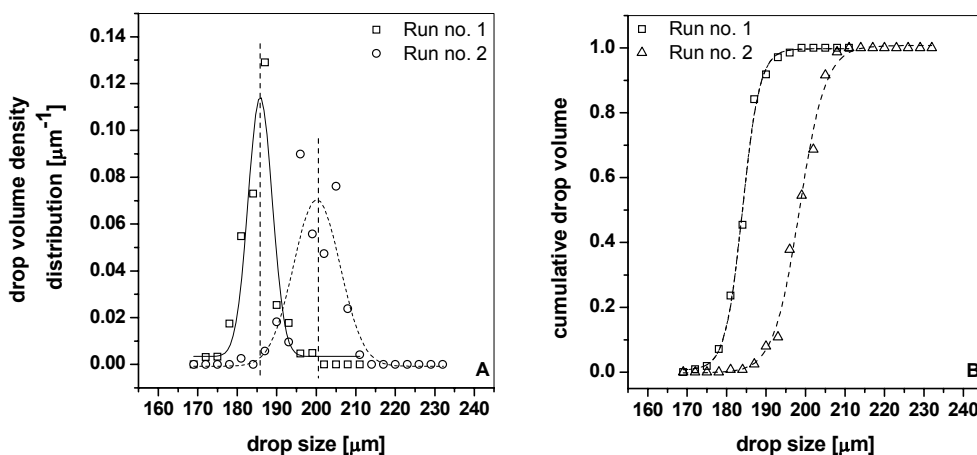 drop volume density
distribution [μm⁻¹]
0.14
0.12
0.10
0.08
0.06
0.04
0.02
0.00
Run no. 1
Run no. 2
A
160 170 180 190 200 210 220 230
drop size [μm]
cumulative drop volume
1.0
0.8
0.6
0.4
0.2
0.0
Run no. 1
Run no. 2
B
160 170 180 190 200 210 220 230 240
drop size [μm]